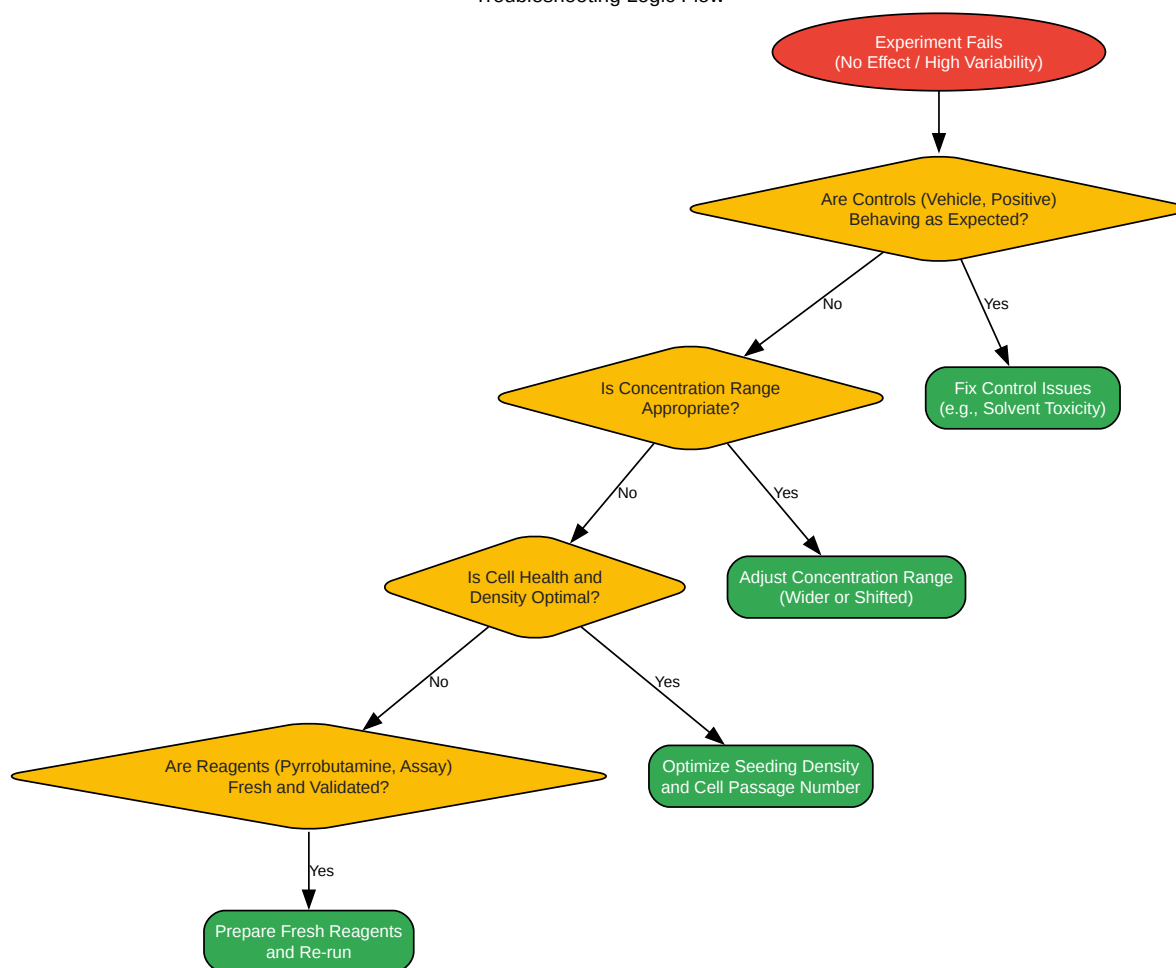 Troubleshooting Logic Flow
Experiment Fails
(No Effect / High Variability)
Are Controls (Vehicle, Positive)
Behaving as Expected?
No
Yes
Is Concentration Range
Appropriate?
Fix Control Issues
(e.g., Solvent Toxicity)
No
Yes
Is Cell Health and
Density Optimal?
Adjust Concentration Range
(Wider or Shifted)
No
Yes
Are Reagents (Pyrrobutamine, Assay)
Fresh and Validated?
Optimize Seeding Density
and Cell Passage Number
Yes
Prepare Fresh Reagents
and Re-run